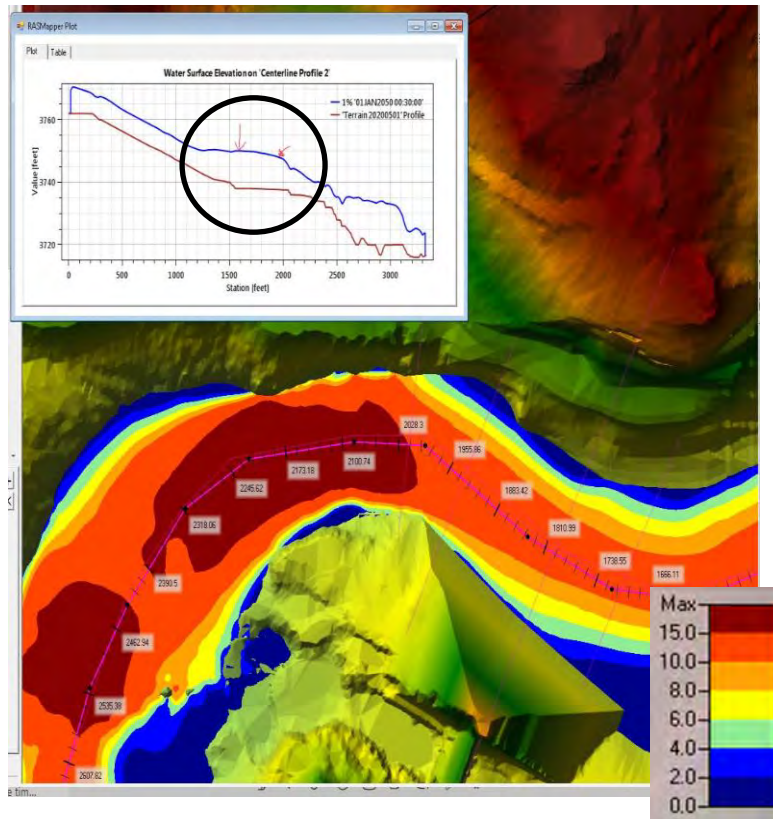 RASMapper Plot
Plot Table
Water Surface Elevation on 'Centerline Profile 2'
1% '01JAN2050 00:30:00'
'Terrain 20200501' Profile
Value [feet]
3760
3740
3720
0 500 1000 1500 2000 2500 3000
Station [feet]
2028.3
1955.86
2100.74
2173.18
2245.62
1883.42
2318.06
1810.99
2390.5
1738.55
1666.11
2462.94
2535.38
2607.82
Max
15.0
10.0
8.0
6.0
4.0
2.0
0.0
e tim...